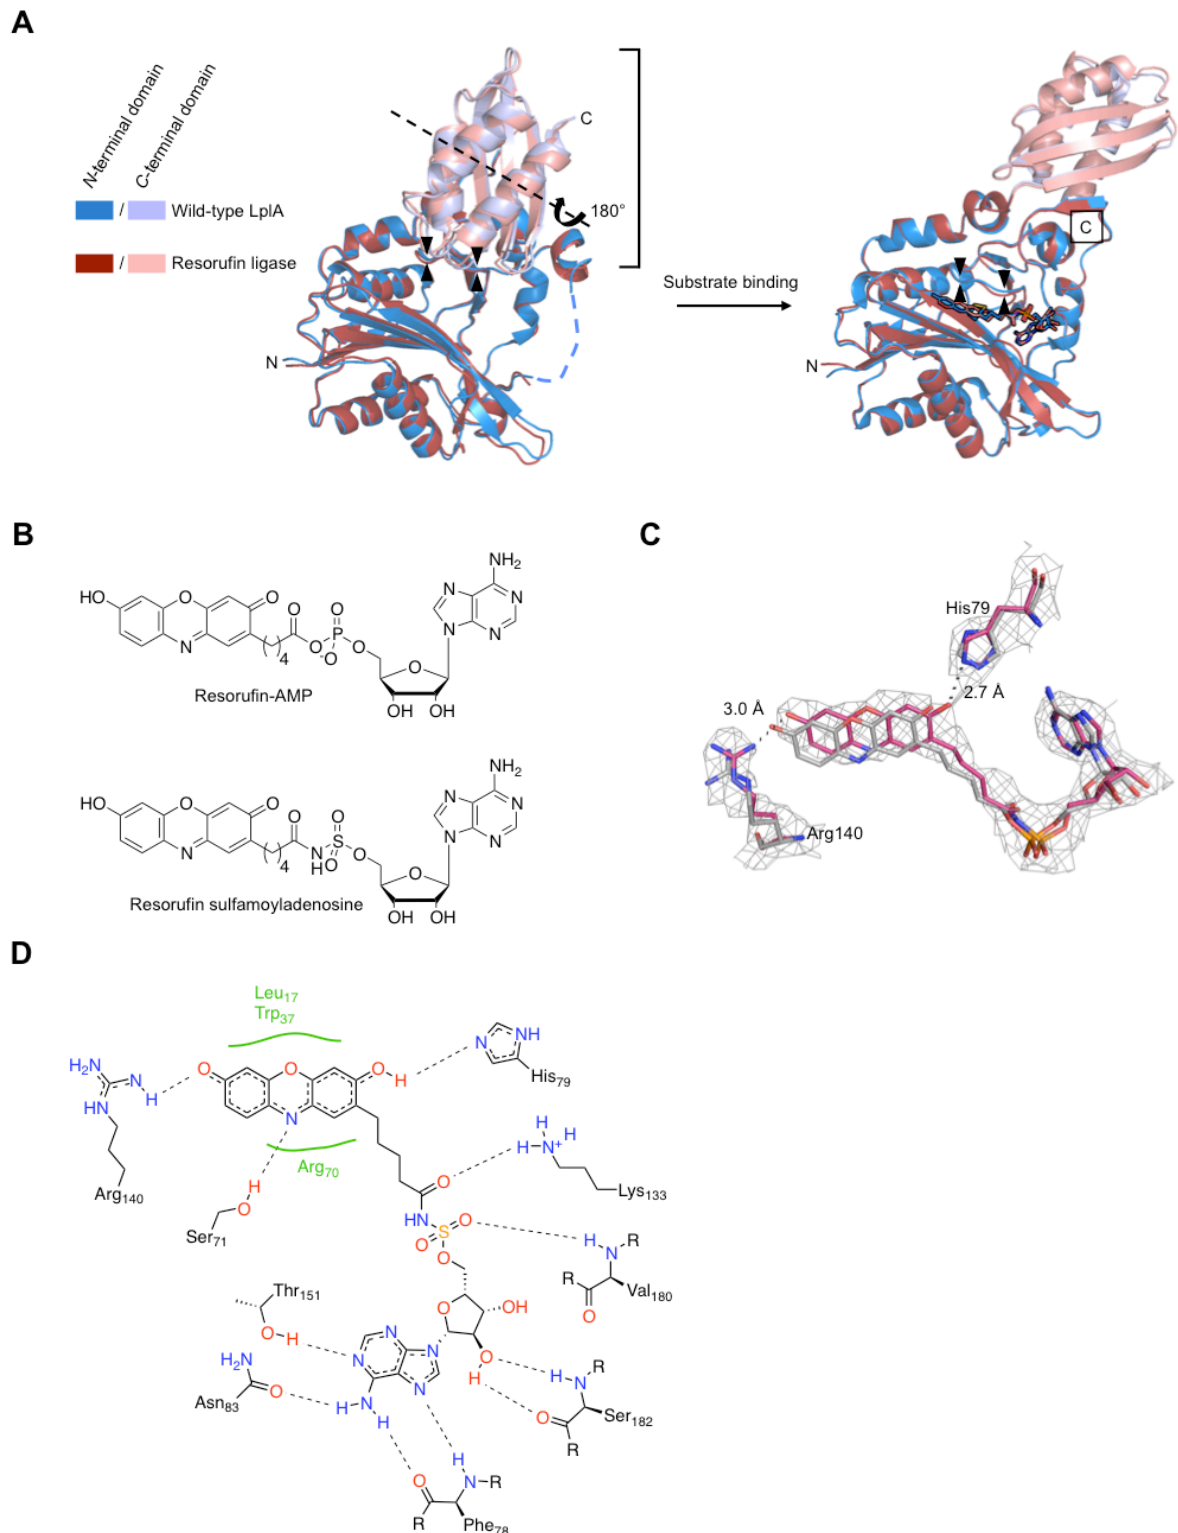 A
N-terminal domain
C-terminal domain
/ Wild-type LplA
/ Resorufin ligase
C
180°
N
Substrate binding
C
N
B
NH2
HO O O O O N N
N O P O N N
4 O-
O
Resorufin-AMP
OH OH
NH2
HO O O O O N N
N N S O N N
4 H O
O
Resorufin sulfamoyladenosine
OH OH
C
His79
3.0 Å
2.7 Å
Arg140
D
Leu17
Trp37
H2N N H HN
Arg140
O O O H
N
N NH
His79
Arg70
H O
Ser71
H H H N+
Lys133
O
HN S O
O
O
H N R
R
O
Val180
Thr151
O H
O OH
N N N
N N
H2N
O
Asn83
H N H
O
H
H N R
O
R
Ser182
H
O N R
R
Phe78